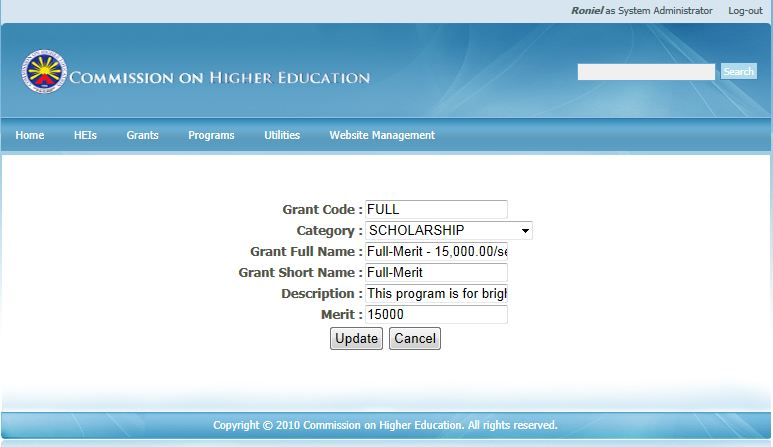 Roniel as System Administrator Log-out
COMMISSION ON HIGHER EDUCATION
Search
Home HEIs Grants Programs Utilities Website Management
Grant Code : FULL
Category : SCHOLARSHIP
Grant Full Name : Full-Merit - 15,000.00/se
Grant Short Name : Full-Merit
Description : This program is for brigh
Merit : 15000
Update Cancel
Copyright © 2010 Commission on Higher Education. All rights reserved.